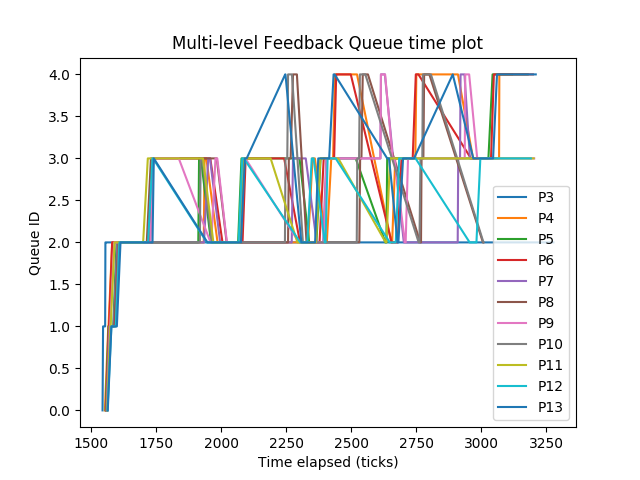 Multi-level Feedback Queue time plot
4.0
3.5
3.0
2.5
2.0
1.5
1.0
0.5
0.0
Queue ID
P3
P4
P5
P6
P7
P8
P9
P10
P11
P12
P13
1500 1750 2000 2250 2500 2750 3000 3250
Time elapsed (ticks)